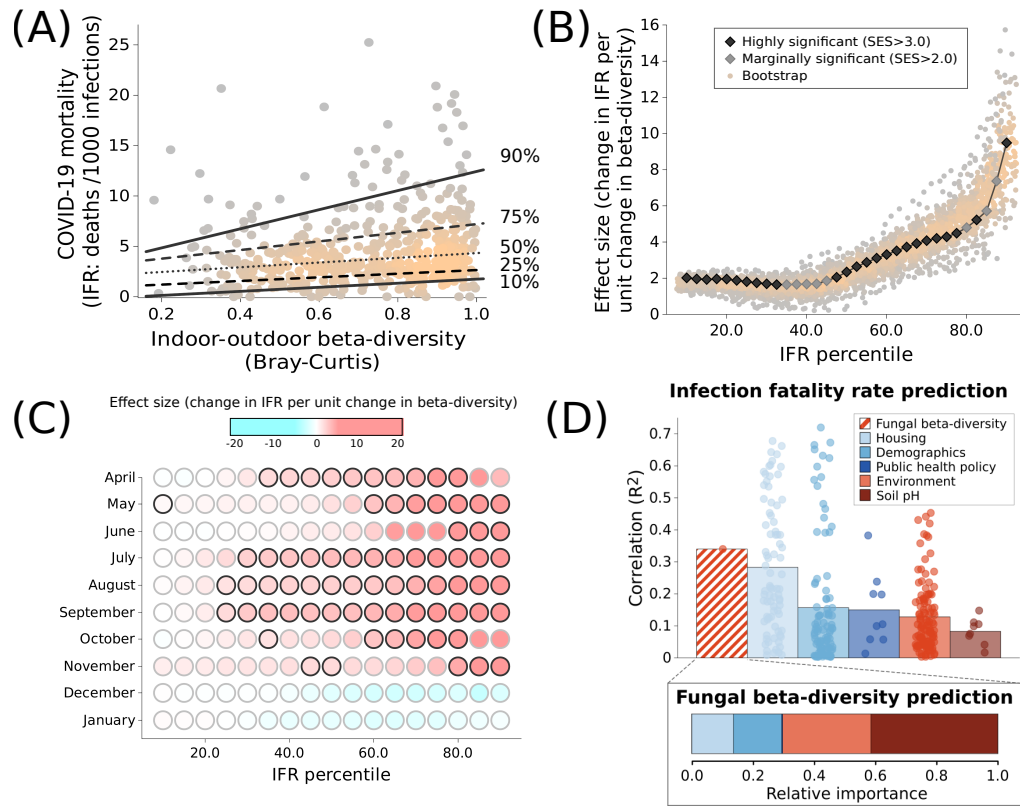 (A)
COVID-19 mortality
(IFR: deaths /1000 infections)
25
20
15
10
5
0
0.2
0.4
0.6
0.8
1.0
90%
75%
50%
25%
10%
Indoor-outdoor beta-diversity
(Bray-Curtis)
(B)
Effect size (change in IFR per
unit change in beta-diversity)
16
14
12
10
8
6
4
2
0
Highly significant (SES>3.0)
Marginally significant (SES>2.0)
Bootstrap
20.0
40.0
60.0
80.0
IFR percentile
(C)
Effect size (change in IFR per unit change in beta-diversity)
-20
-10
0
10
20
April
May
June
July
August
September
October
November
December
January
20.0
40.0
60.0
80.0
IFR percentile
(D)
Infection fatality rate prediction
Correlation (R²)
0.7
0.6
0.5
0.4
0.3
0.2
0.1
0
Fungal beta-diversity
Housing
Demographics
Public health policy
Environment
Soil pH
Fungal beta-diversity prediction
0.0
0.2
0.4
0.6
0.8
1.0
Relative importance